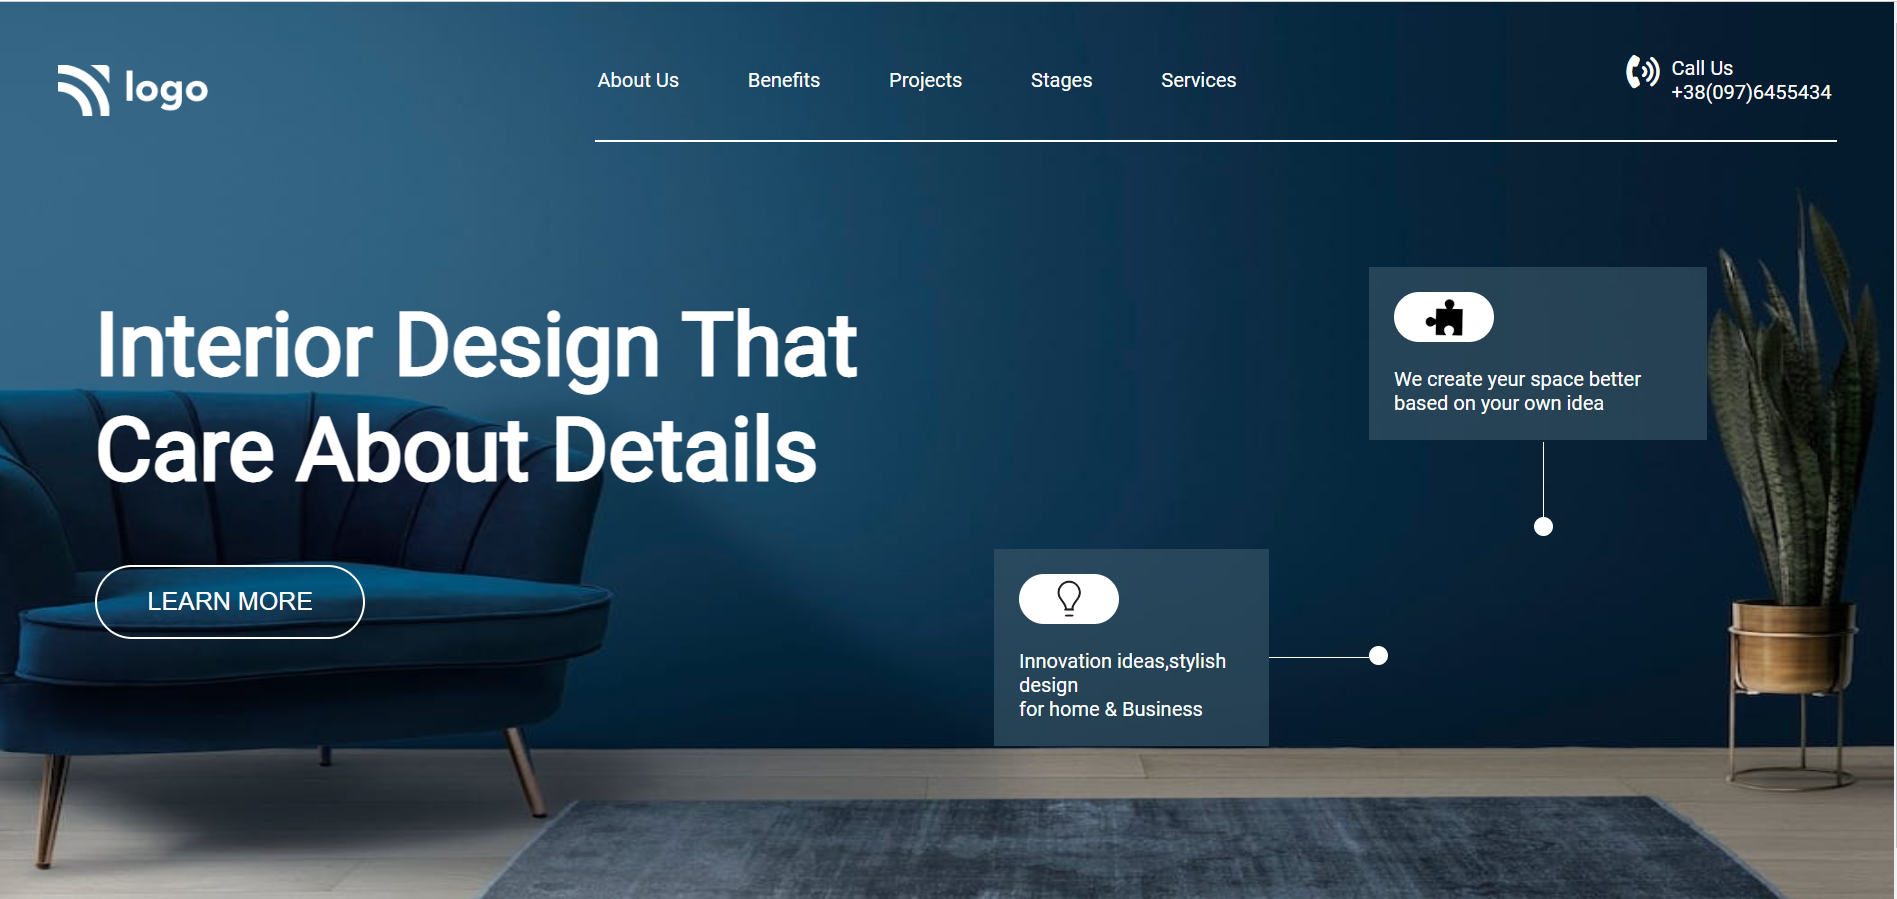 logo
About Us
Benefits
Projects
Stages
Services
Call Us
+38(097)6455434
Interior Design That
Care About Details
LEARN MORE
We create yeur space better
based on your own idea
Innovation ideas,stylish
design
for home & Business